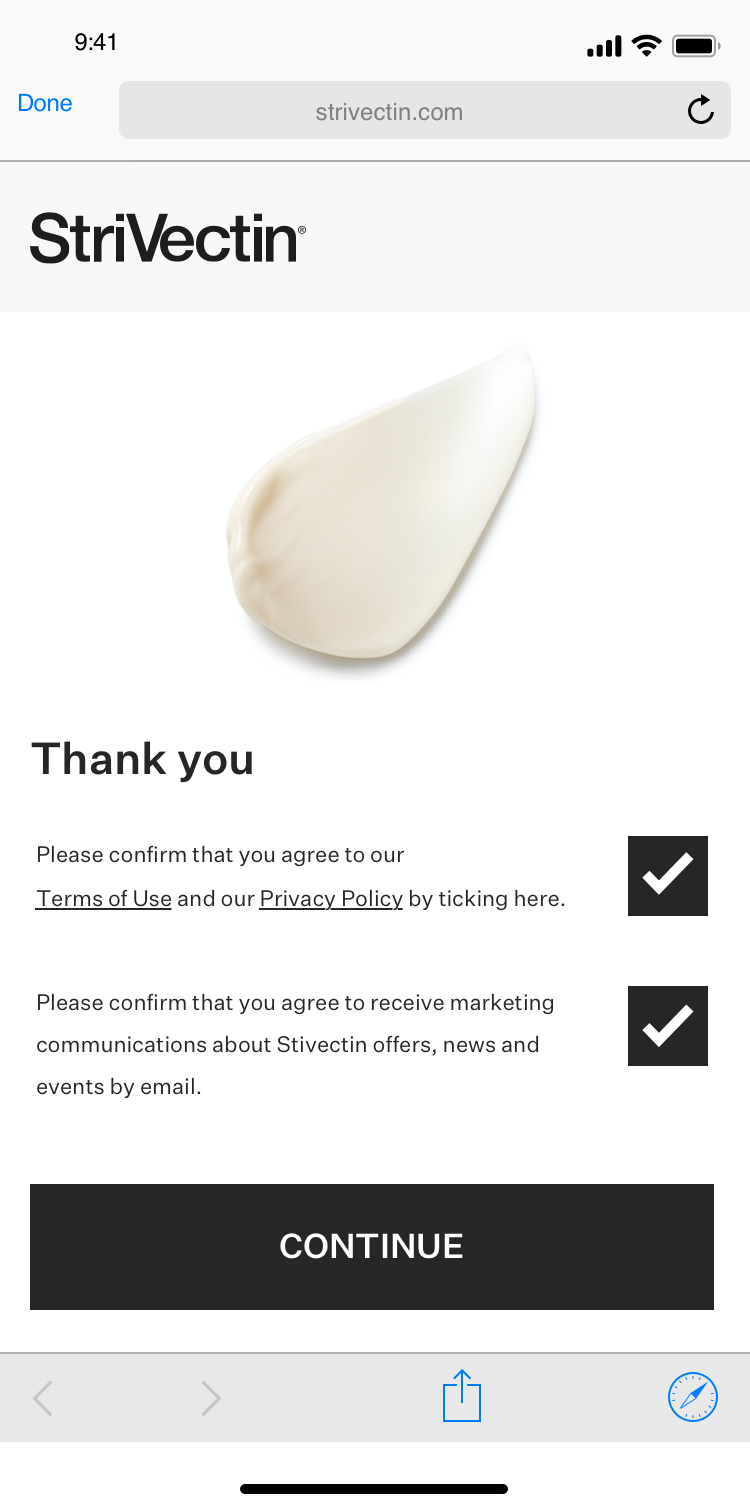 9:41
Done
strivectin.com
StriVectin®
Thank you
Please confirm that you agree to our
Terms of Use and our Privacy Policy by ticking here.
Please confirm that you agree to receive marketing
communications about Stivectin offers, news and
events by email.
CONTINUE